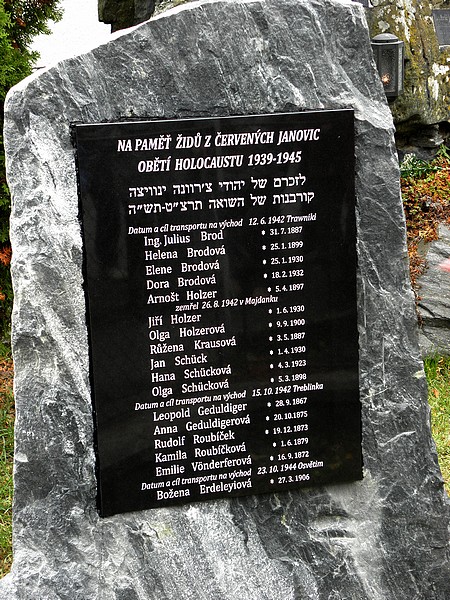 NA PAMĚŤ ŽIDŮ Z ČERVENÝCH JANOVIC
OBĚTÍ HOLOCAUSTU 1939-1945
לזכרם של יהודי צ'רוונה ינוויצה
קורבנות של השואה תרצ"ט-תש"ה
Datum a cíl transportu na východ 12.6.1942 Trawniki
Ing. Julius Brod * 31.7.1887
Helena Brodová * 25.1.1899
Elene Brodová * 25.1.1930
Dora Brodová * 18.2.1932
Arnošt Holzer * 5.4.1897
zemřel 26.8.1942 v Majdanku
Jiří Holzer * 1.6.1930
Olga Holzerová * 9.9.1900
Růžena Krausová * 3.5.1887
Jan Schück * 1.4.1930
Hana Schücková * 4.3.1923
Olga Schücková * 5.3.1898
Datum a cíl transportu na východ 15.10.1942 Treblinka
Leopold Geduldiger * 28.9.1867
Anna Geduldigerová * 20.10.1875
Rudolf Roubíček * 19.12.1873
Kamila Roubíčková * 1.6.1879
Emilie Vönderferová * 16.9.1872
Datum a cíl transportu na východ 23.10.1944 Osvětim
Božena Erdeleyiová * 27.3.1906